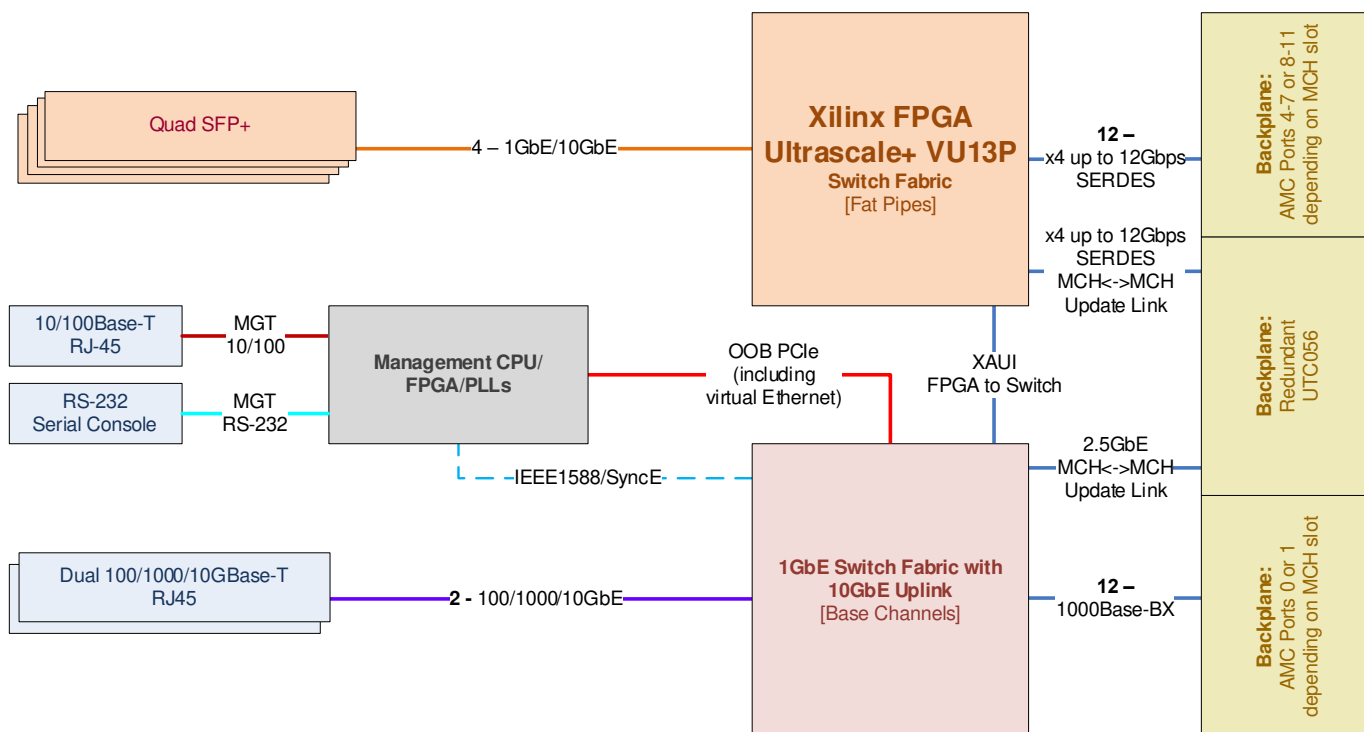 Quad SFP+
4 – 1GbE/10GbE
Xilinx FPGA
Ultrascale+ VU13P
Switch Fabric
[Fat Pipes]
12 –
x4 up to 12Gbps
SERDES
Backplane:
AMC Ports 4-7 or 8-11
depending on MCH slot
x4 up to 12Gbps
SERDES
MCH<->MCH
Update Link
10/100Base-T
RJ-45
MGT
10/100
RS-232
Serial Console
MGT
RS-232
Management CPU/
FPGA/PLLs
OOB PCIe
(including
virtual Ethernet)
XAUI
FPGA to Switch
Backplane:
Redundant
UTC056
IEEE1588/SyncE
2.5GbE
MCH<->MCH
Update Link
Dual 100/1000/10GBase-T
RJ45
2 - 100/1000/10GbE
1GbE Switch Fabric with
10GbE Uplink
[Base Channels]
12 –
1000Base-BX
Backplane:
AMC Ports 0 or 1
depending on MCH slot